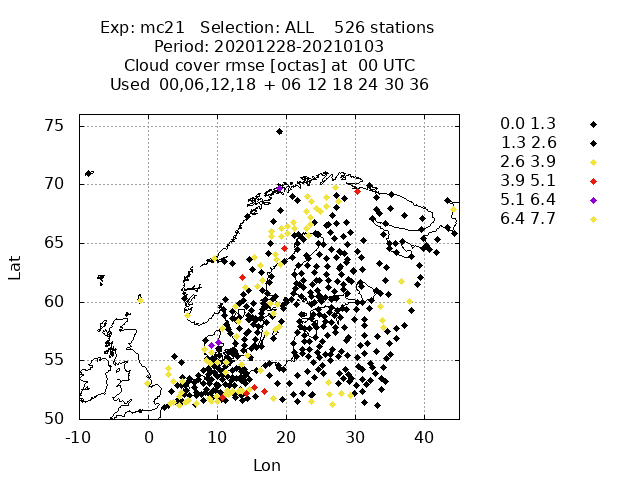 Exp: mc21 Selection: ALL 526 stations
Period: 20201228-20210103
Cloud cover rmse [octas] at 00 UTC
Used 00,06,12,18 + 06 12 18 24 30 36
0.0 1.3
1.3 2.6
2.6 3.9
3.9 5.1
5.1 6.4
6.4 7.7
75
70
65
60
55
50
Lat
-10 0 10 20 30 40
Lon